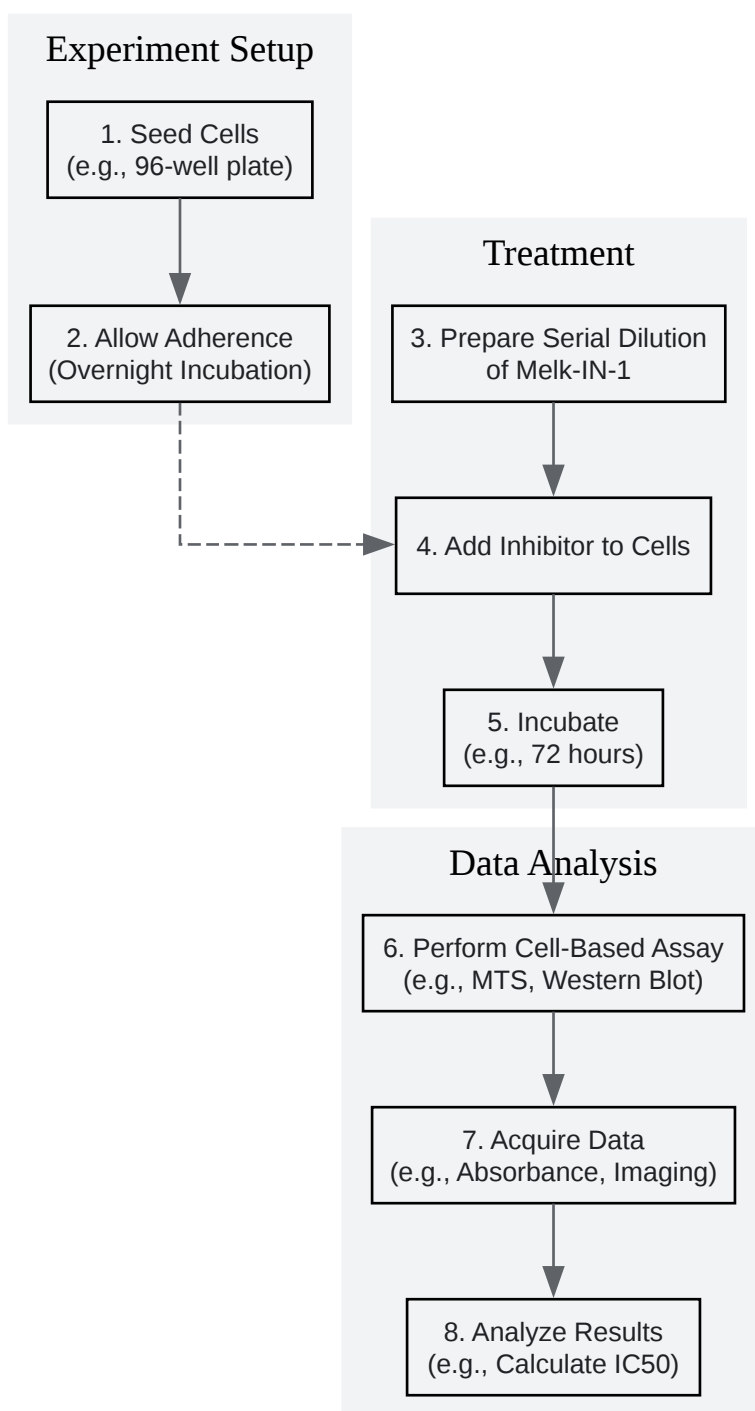 Experiment Setup
1. Seed Cells
(e.g., 96-well plate)
2. Allow Adherence
(Overnight Incubation)
Treatment
3. Prepare Serial Dilution
of Melk-IN-1
4. Add Inhibitor to Cells
5. Incubate
(e.g., 72 hours)
Data Analysis
6. Perform Cell-Based Assay
(e.g., MTS, Western Blot)
7. Acquire Data
(e.g., Absorbance, Imaging)
8. Analyze Results
(e.g., Calculate IC50)